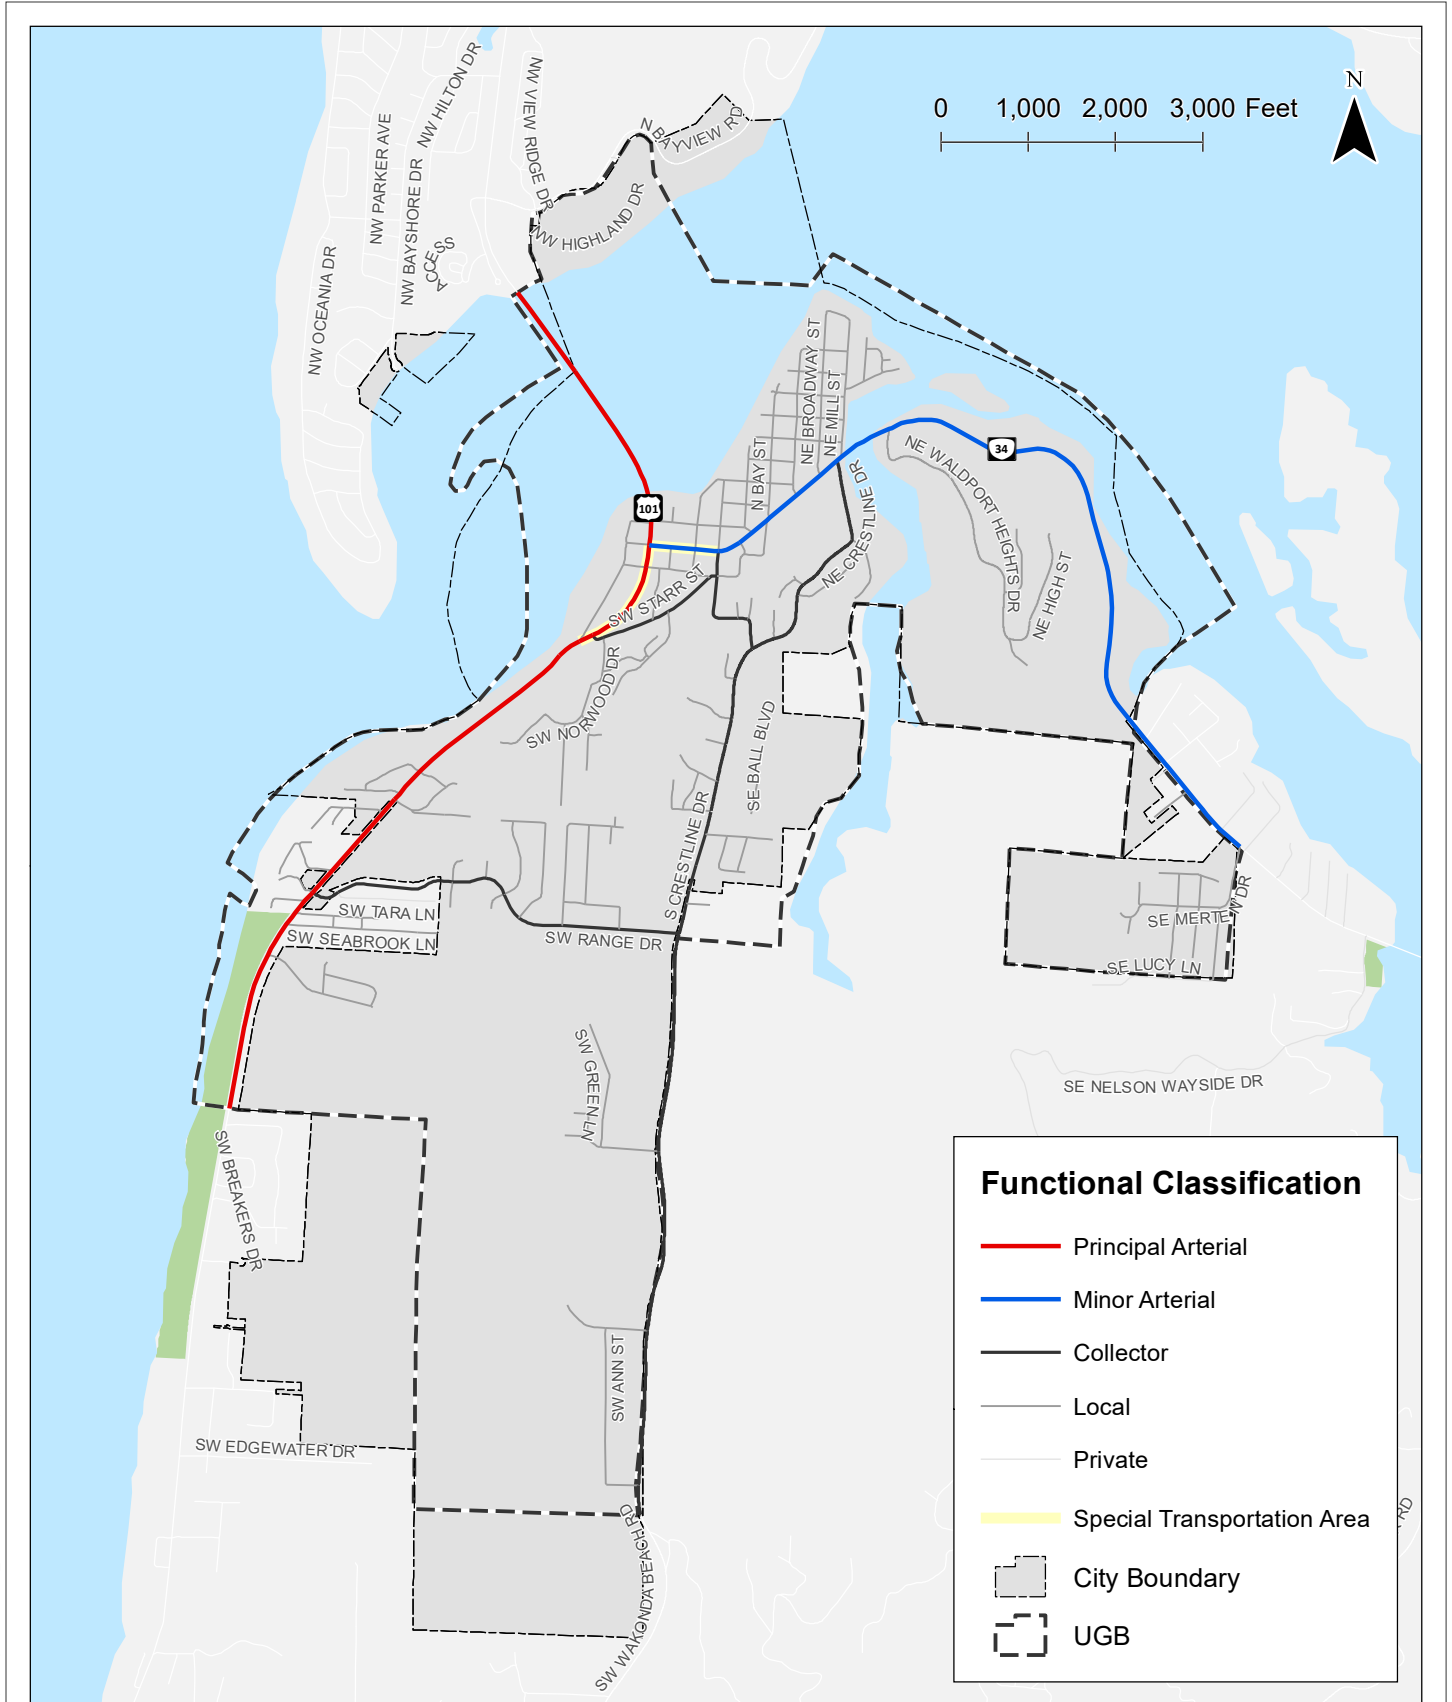 NW HILTON DR
NW VIEW RIDGE DR
NW PARKER AVE
NW BAYSHORE DR
NW OCEANIA DR
ACCESS
N BAYVIEW RD
NW HIGHLAND DR
0 1,000 2,000 3,000 Feet
N
NE BROADWAY ST
NE MILL ST
N BAY ST
101
34
NE WALDPORT HEIGHTS DR
NE HIGH ST
NE CRESTLINE DR
SW STARR ST
SW NORWOOD DR
SE BALL BLVD
S CRESTLINE DR
SW TARA LN
SW SEABROOK LN
SW RANGE DR
SE MERTEN DR
SE LUCY LN
SW GREEN LN
SE NELSON WAYSIDE DR
SW BREAKERS DR
SW ANN ST
SW EDGEWATER DR
SW WAKONDA BEACH RD
RD
Functional Classification
Principal Arterial
Minor Arterial
Collector
Local
Private
Special Transportation Area
City Boundary
UGB